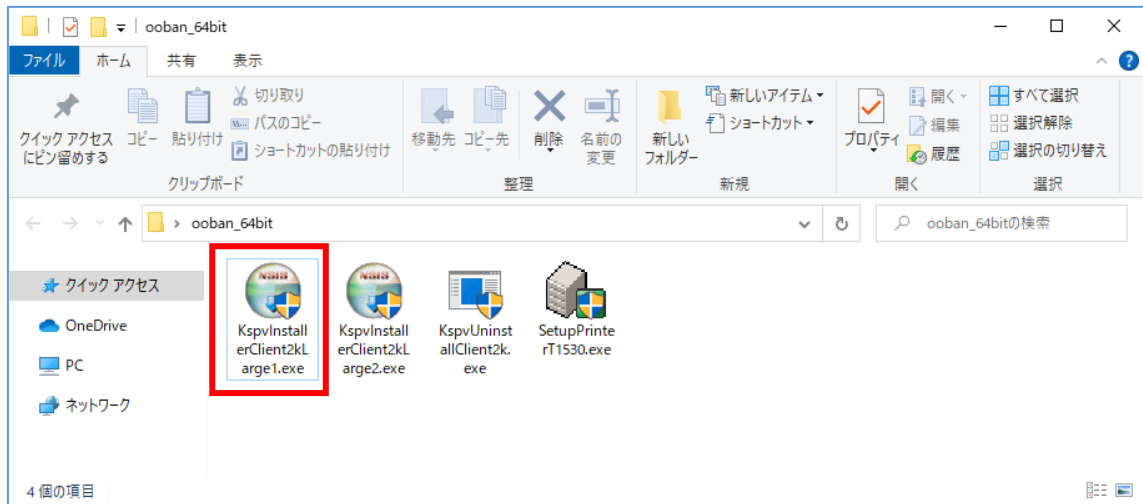 ooban_64bit
ファイル ホーム 共有 表示
クイック アクセス
にピン留めする
コピー
貼り付け
切り取り
パスのコピー
ショートカットの貼り付け
クリップボード
移動先
コピー先
削除
名前の
変更
整理
新しい
フォルダー
新しいアイテム
ショートカット
新規
プロパティ
開く
編集
履歴
開く
すべて選択
選択解除
選択の切り替え
選択
ooban_64bit
ooban_64bitの検索
クイック アクセス
OneDrive
PC
ネットワーク
NSIS
KspvInstall
erClient2kL
arge1.exe
NSIS
KspvInstall
erClient2kL
arge2.exe
KspvUninst
allClient2k.
exe
SetupPrinte
rT1530.exe
4 個の項目